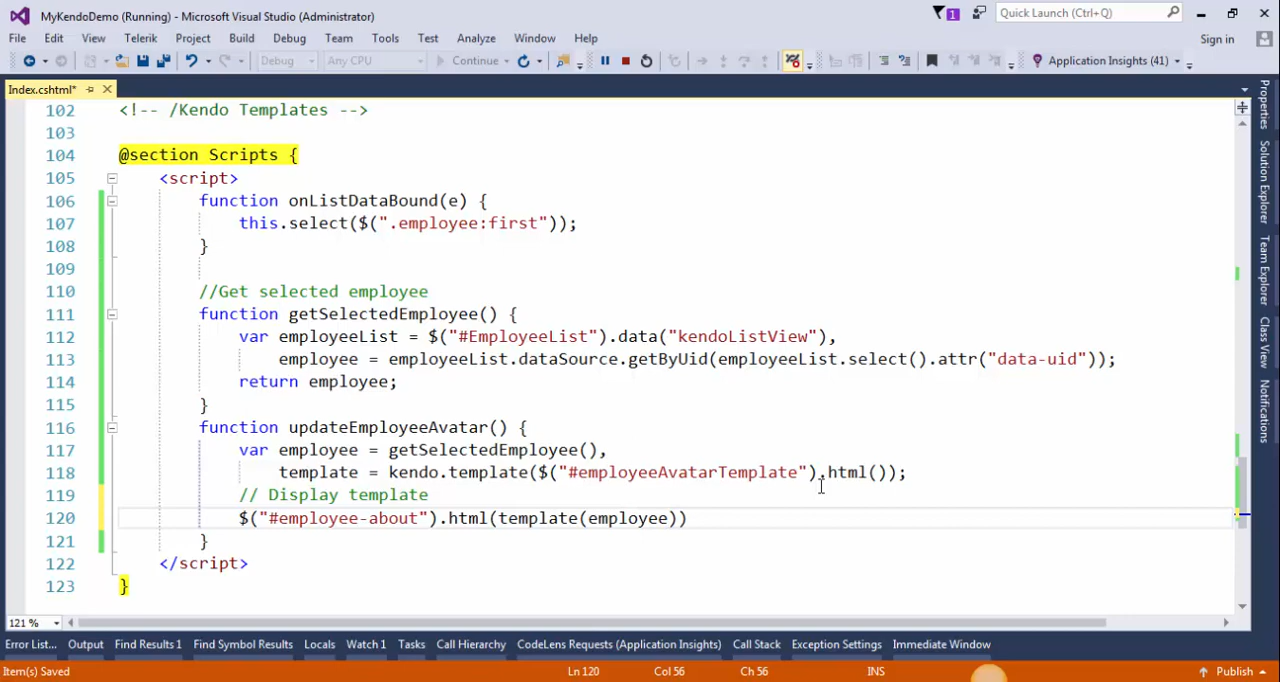 MyKendoDemo (Running) - Microsoft Visual Studio (Administrator)
1
Quick Launch (Ctrl+Q)
File Edit View Telerik Project Build Debug Team Tools Test Analyze Window Help
Sign in
Debug Any CPU Continue Application Insights (41)
Index.cshtml*
102 <!-- /Kendo Templates -->
103
104 @section Scripts {
105 <script>
106 function onListDataBound(e) {
107 this.select($(".employee:first"));
108 }
109
110 //Get selected employee
111 function getSelectedEmployee() {
112 var employeeList = $("#EmployeeList").data("kendoListView"),
113 employee = employeeList.dataSource.getByUid(employeeList.select().attr("data-uid"));
114 return employee;
115 }
116 function updateEmployeeAvatar() {
117 var employee = getSelectedEmployee(),
118 template = kendo.template($("#employeeAvatarTemplate").html());
119 // Display template
120 $("#employee-about").html(template(employee))
121 }
122 </script>
123 }
Properties
Solution Explorer
Team Explorer
Class View
Notifications
121 %
Error List... Output Find Results 1 Find Symbol Results Locals Watch 1 Tasks Call Hierarchy CodeLens Requests (Application Insights) Call Stack Exception Settings Immediate Window
Item(s) Saved Ln 120 Col 56 Ch 56 INS Publish